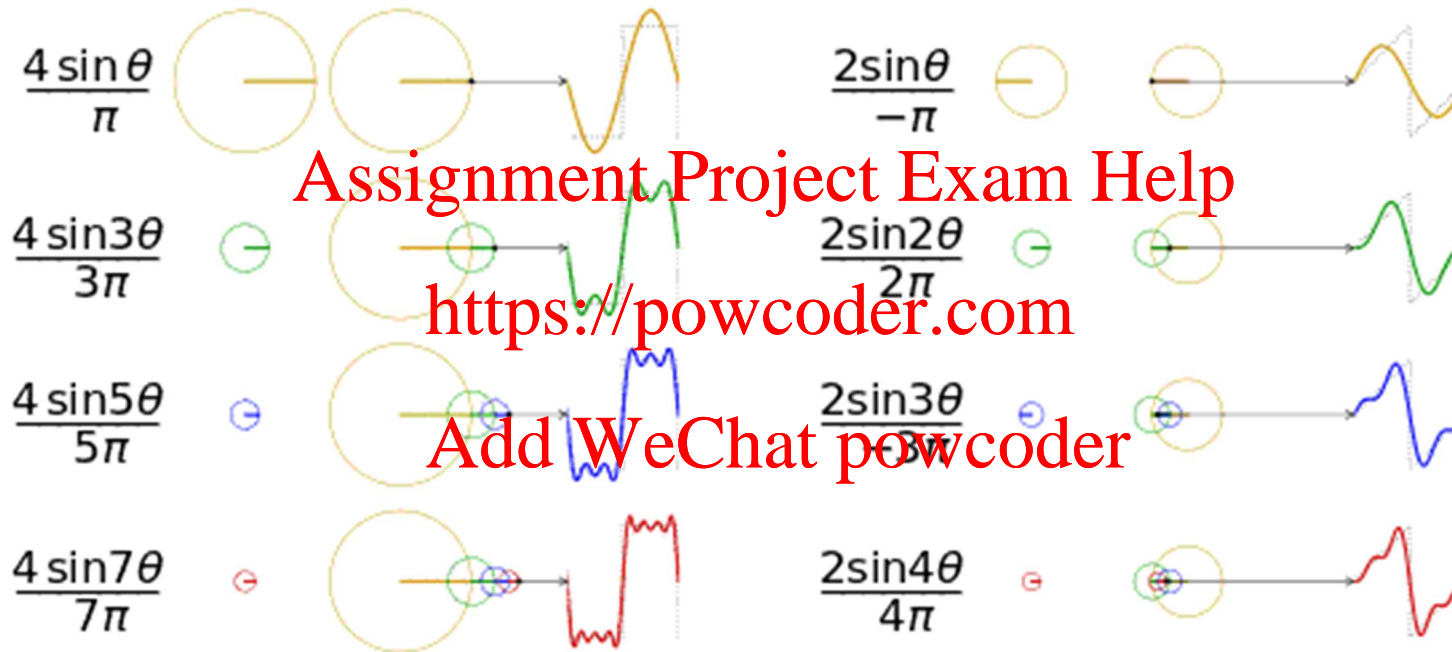 4 sin θ
π
2sinθ
−π
Assignment Project Exam Help
4 sin3θ
3π
2sin2θ
2π
https://powcoder.com
4 sin5θ
5π
2sin3θ
−3π
Add WeChat powcoder
4 sin7θ
7π
2sin4θ
4π